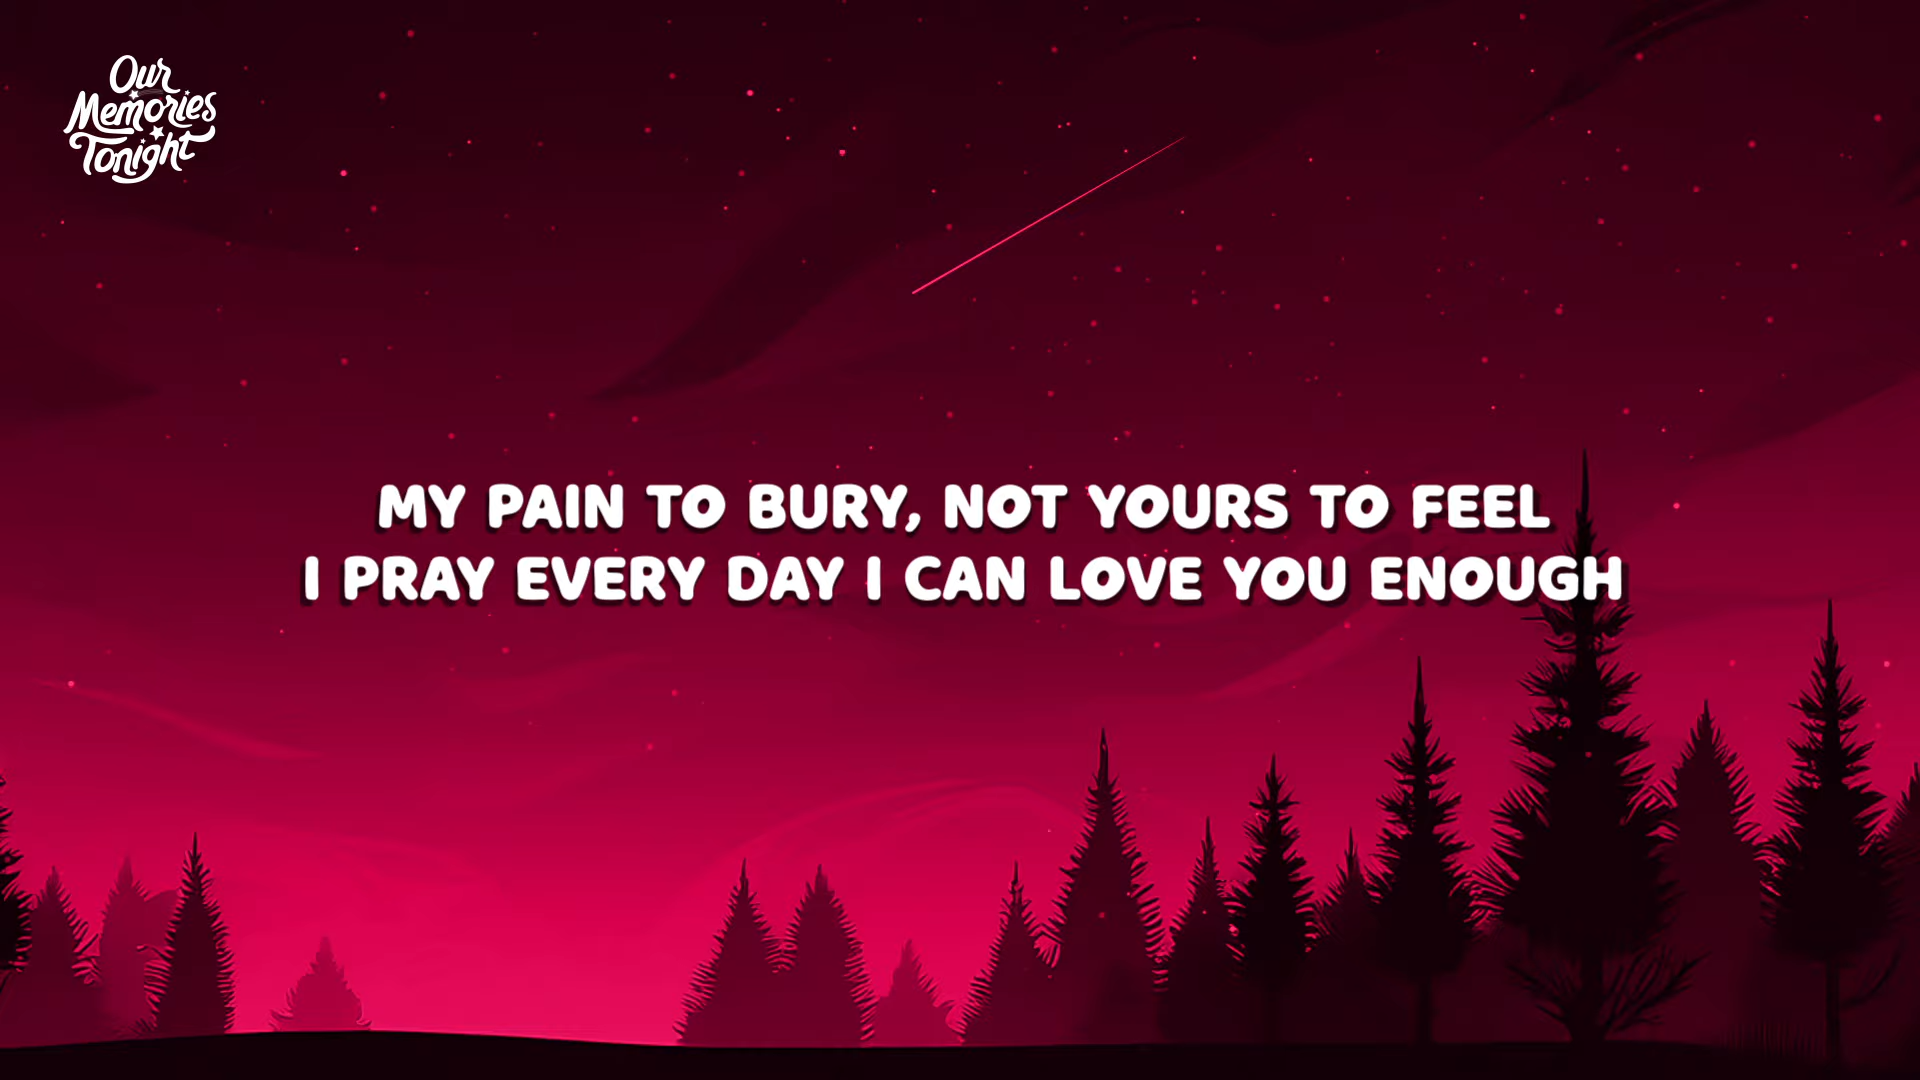 Our
Memories
Tonight
MY PAIN TO BURY, NOT YOURS TO FEEL
I PRAY EVERY DAY I CAN LOVE YOU ENOUGH